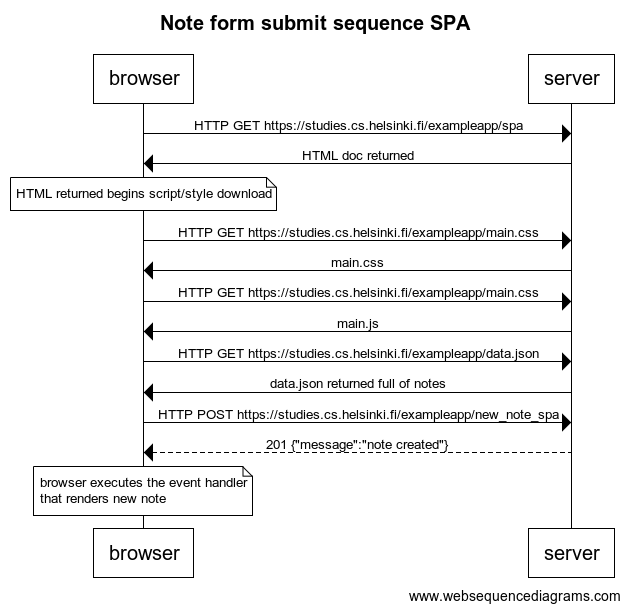 Note form submit sequence SPA
browser
server
HTTP GET https://studies.cs.helsinki.fi/exampleapp/spa
HTML doc returned
HTML returned begins script/style download
HTTP GET https://studies.cs.helsinki.fi/exampleapp/main.css
main.css
HTTP GET https://studies.cs.helsinki.fi/exampleapp/main.css
main.js
HTTP GET https://studies.cs.helsinki.fi/exampleapp/data.json
data.json returned full of notes
HTTP POST https://studies.cs.helsinki.fi/exampleapp/new_note_spa
201 {"message":"note created"}
browser executes the event handler
that renders new note
browser
server
www.websequencediagrams.com